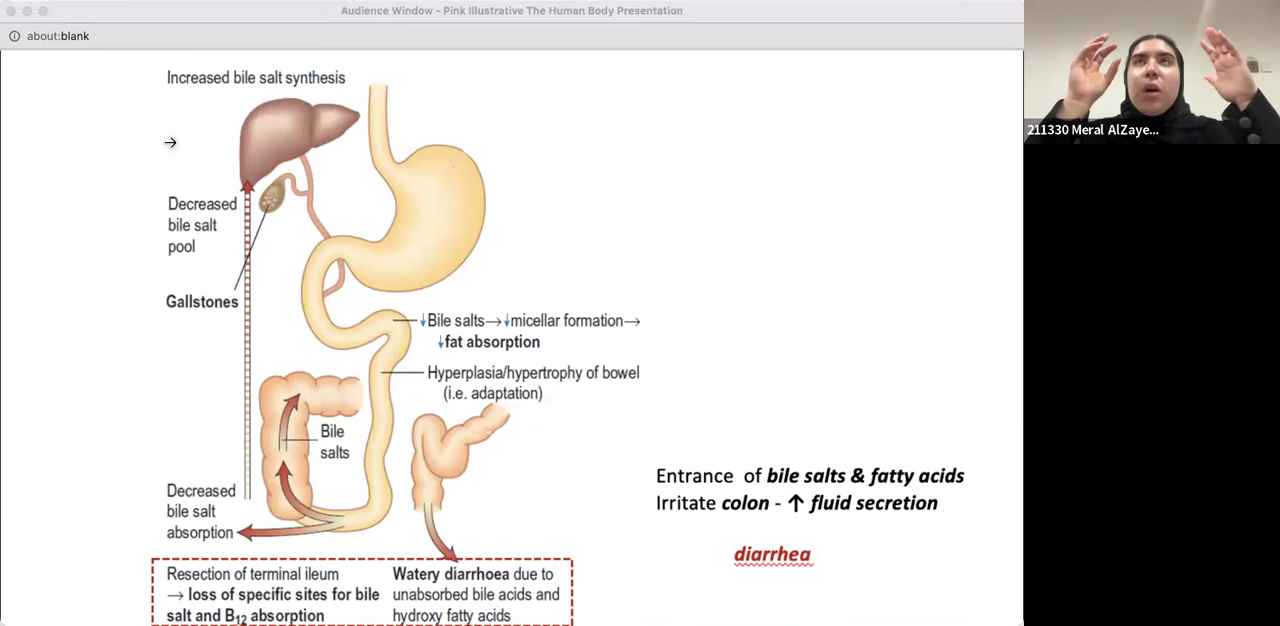 Audience Window - Pink Illustrative The Human Body Presentation
about:blank
211330 Meral AlZaye...
Increased bile salt synthesis
Decreased
bile salt
pool
Gallstones
↓Bile salts→↓micellar formation→
↓fat absorption
Hyperplasia/hypertrophy of bowel
(i.e. adaptation)
Bile
salts
Decreased
bile salt
absorption
Entrance of bile salts & fatty acids
Irritate colon - ↑ fluid secretion
diarrhea
Resection of terminal ileum
→ loss of specific sites for bile
salt and B12 absorption
Watery diarrhoea due to
unabsorbed bile acids and
hydroxy fatty acids